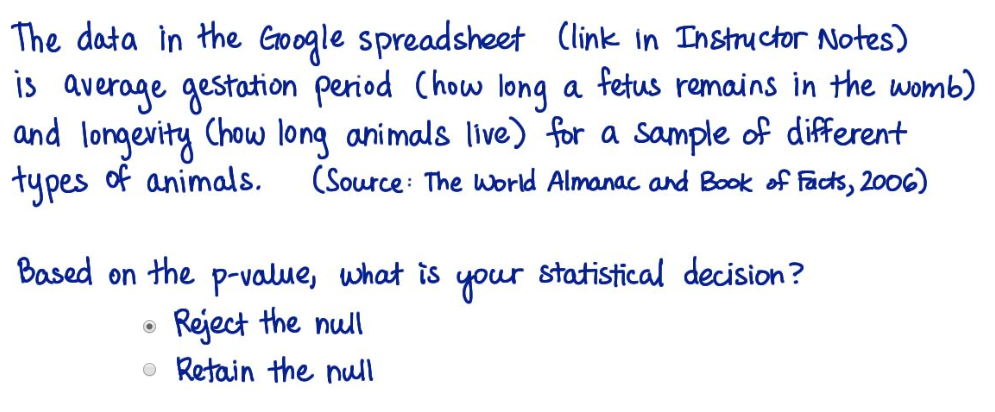 The data in the Google spreadsheet (link in Instructor Notes)
is average gestation period (how long a fetus remains in the womb)
and longevity (how long animals live) for a sample of different
types of animals. (Source: The World Almanac and Book of Facts, 2006)
Based on the p-value, what is your statistical decision?
Reject the null
Retain the null